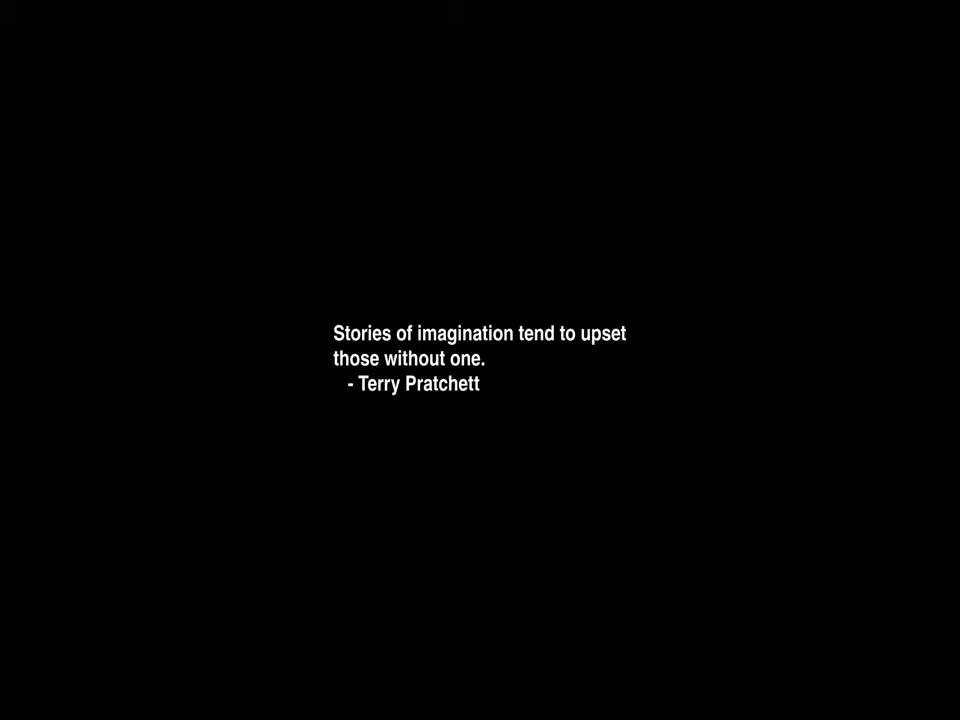 Stories of imagination tend to upset
those without one.
- Terry Pratchett